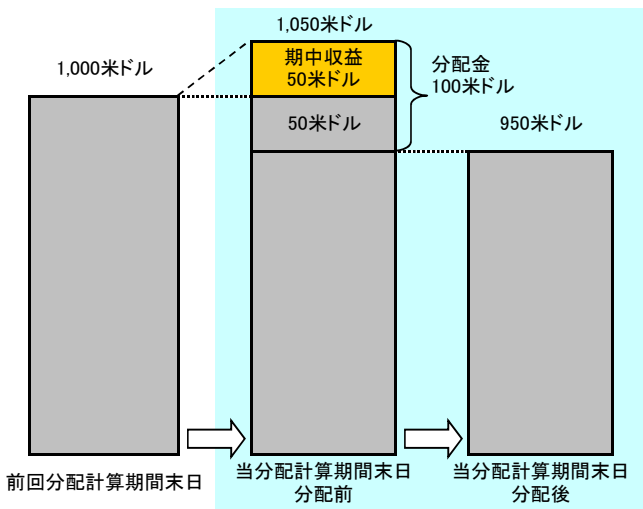 1,050米ドル
1,000米ドル
期中収益
50米ドル
分配金
100米ドル
50米ドル
950米ドル
前回分配計算期間末日
当分配計算期間末日
分配前
当分配計算期間末日
分配後